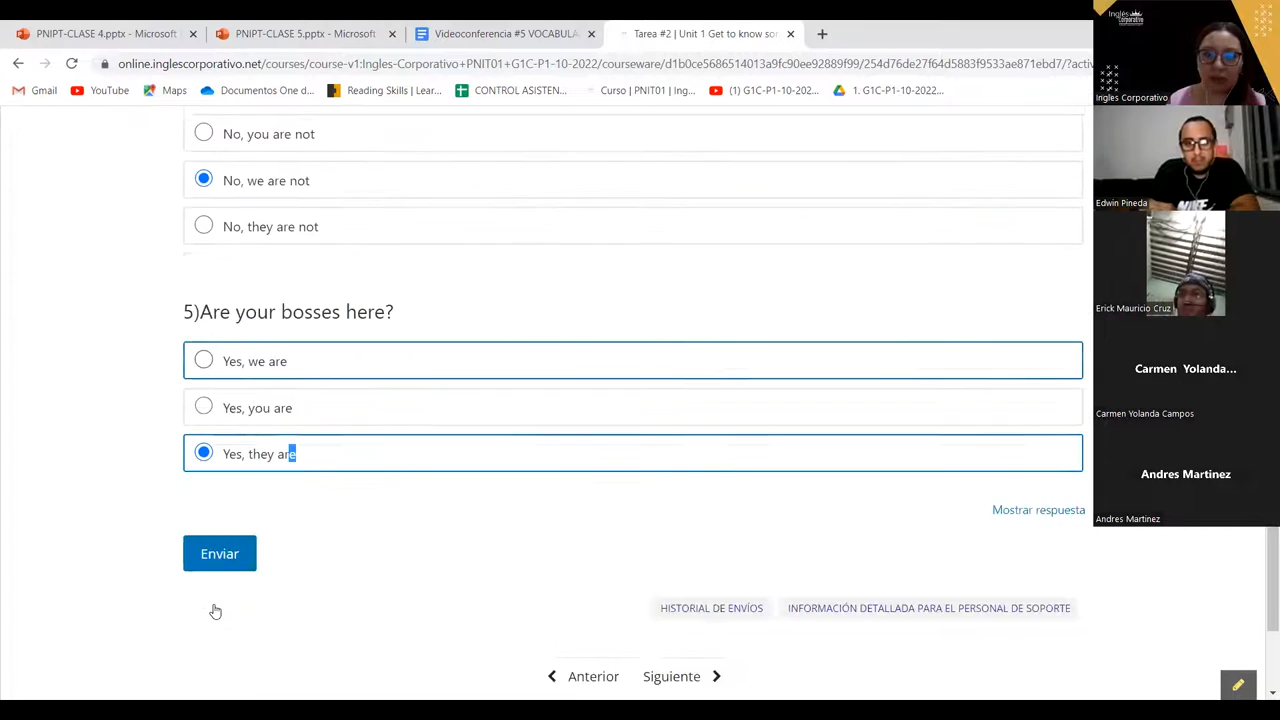 PNIPT-CLASE 4.pptx - Microsoft
PNIPT-CLASE 5.pptx - Microsoft
Videoconferencia #5 VOCABULA
Tarea #2 | Unit 1 Get to know so
online.inglescorporativo.net/courses/course-v1:Ingles-Corporativo+PNIT01+G1C-P1-10-2022/courseware/d1b0ce5686514013a9fc90ee92889f99/254d76de27f64d5883f9533ae871ebd7/?activ
Gmail
YouTube
Maps
Documentos One d...
Reading Skills | Lear...
CONTROL ASISTEN...
Curso | PNIT01 | Ing...
(1) G1C-P1-10-202...
1. G1C-P1-10-2022...
No, you are not
No, we are not
No, they are not
5)Are your bosses here?
Yes, we are
Yes, you are
Yes, they are
Mostrar respuesta
Enviar
HISTORIAL DE ENVÍOS
INFORMACIÓN DETALLADA PARA EL PERSONAL DE SOPORTE
Anterior
Siguiente
Inglés
Corporativo
Ingles Corporativo
Edwin Pineda
Erick Mauricio Cruz
Carmen Yolanda...
Carmen Yolanda Campos
Andres Martinez
Andres Martinez